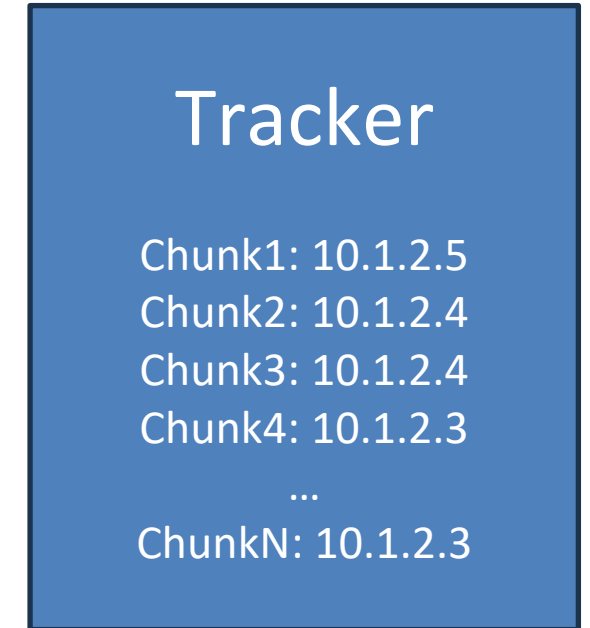 Tracker
Chunk1: 10.1.2.5
Chunk2: 10.1.2.4
Chunk3: 10.1.2.4
Chunk4: 10.1.2.3
…
ChunkN: 10.1.2.3